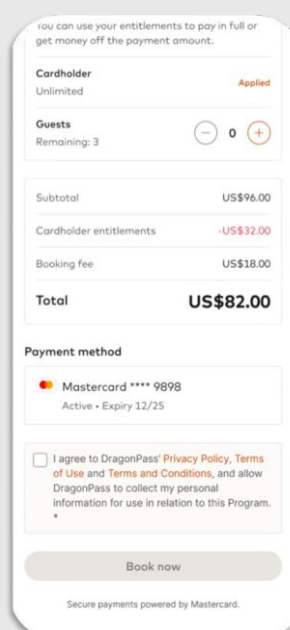 You can use your entitlements to pay in full or
get money off the payment amount.
Cardholder
Unlimited
Applied
Guests
Remaining: 3
0
Subtotal US$96.00
Cardholder entitlements -US$32.00
Booking fee US$18.00
Total US$82.00
Payment method
Mastercard **** 9898
Active • Expiry 12/25
I agree to DragonPass' Privacy Policy, Terms
of Use and Terms and Conditions, and allow
DragonPass to collect my personal
information for use in relation to this Program.
*
Book now
Secure payments powered by Mastercard.